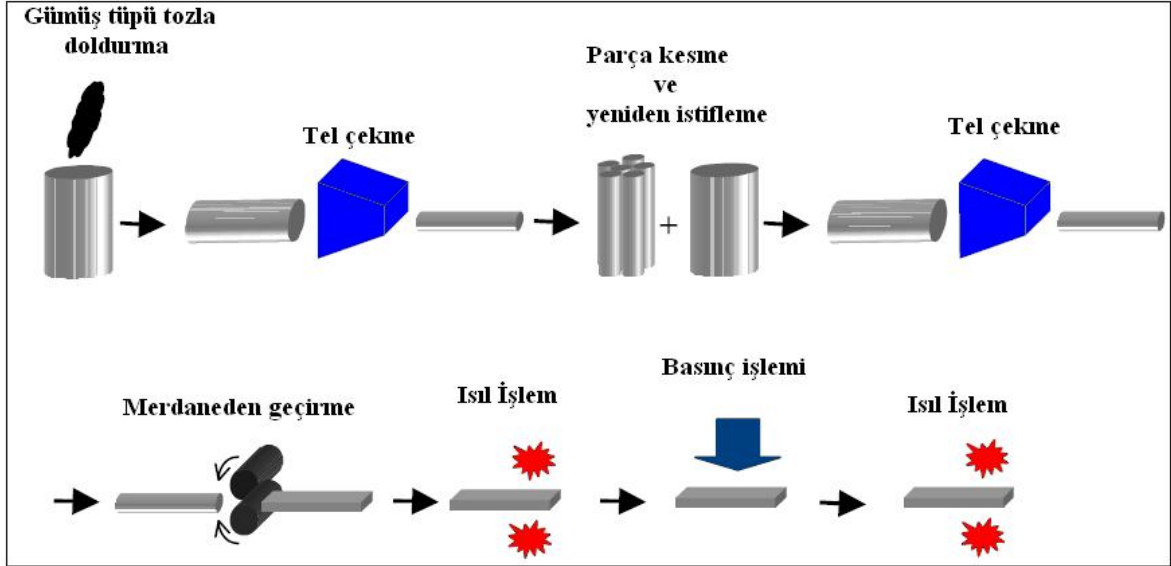 Gümüş tüpü tozla
doldurma
Tel çekme
Parça kesme
ve
yeniden istifleme
+
Tel çekme
Merdaneden geçirme
Isıl İşlem
Basınç işlemi
Isıl İşlem